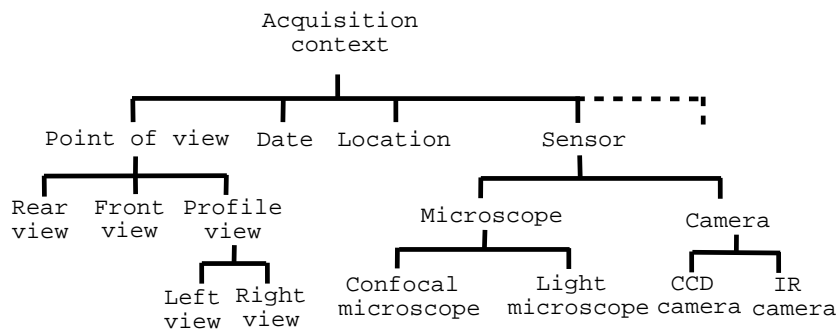 Acquisition
context
Point of view Date Location Sensor
Rear Front Profile
view view view
Microscope Camera
Left Right
view view
Confocal Light CCD IR
microscope microscope camera camera